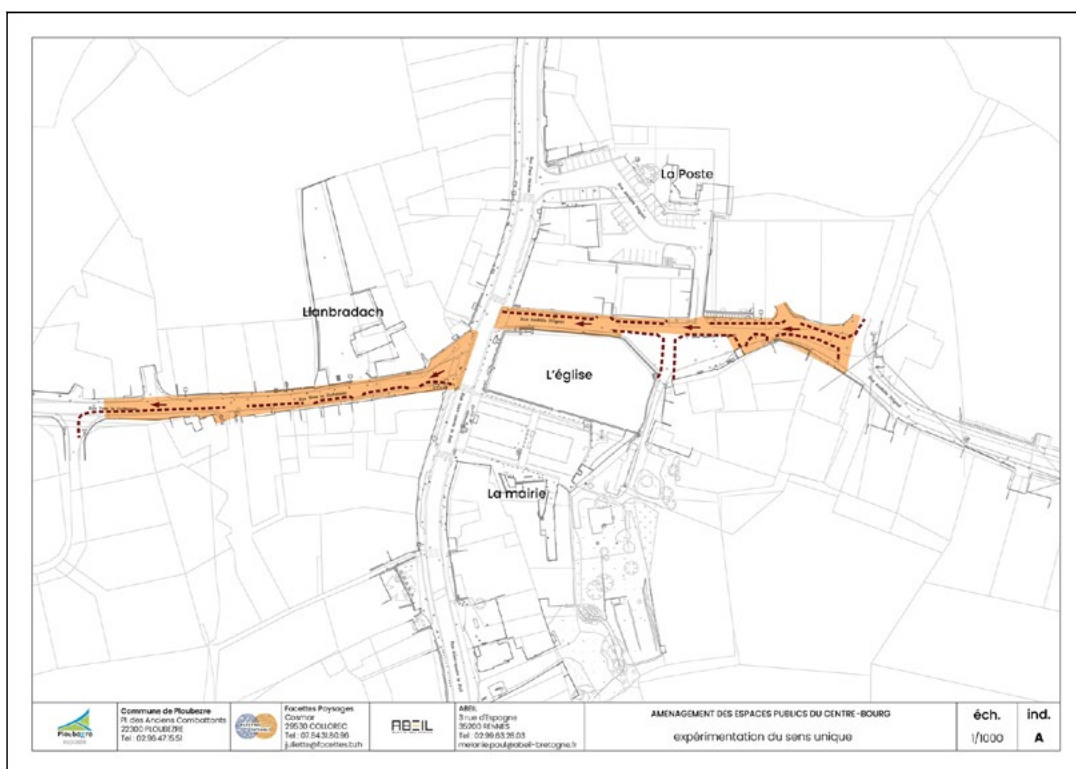 La Poste
Llanbradach
L'église
La mairie
Ploubezre
Commune de Ploubezre
Pl. des Anciens Combattants
22300 PLOUBEZRE
Tel : 02.96.47.15.51
Facettes Paysages
Cosmar
29530 COLLOREC
Tel : 07.84.31.80.96
juliette@facettes.bzh
ABEIL
ABEIL
3 rue d'Espagne
35200 RENNES
Tel : 02.99.63.26.03
melanie.paul@abeil-bretagne.fr
AMENAGEMENT DES ESPACES PUBLICS DU CENTRE-BOURG
expérimentation du sens unique
éch.
1/1000
ind.
A